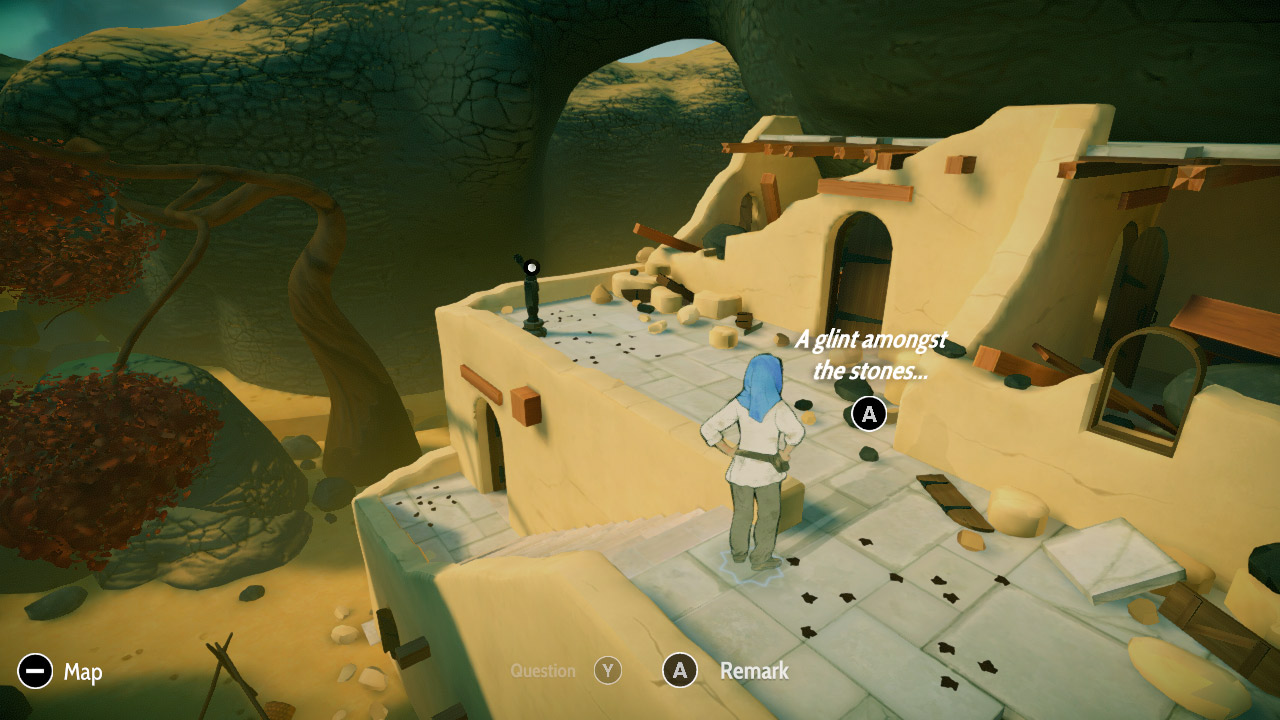 A glint amongst
the stones...
A
Map
Question Y A Remark